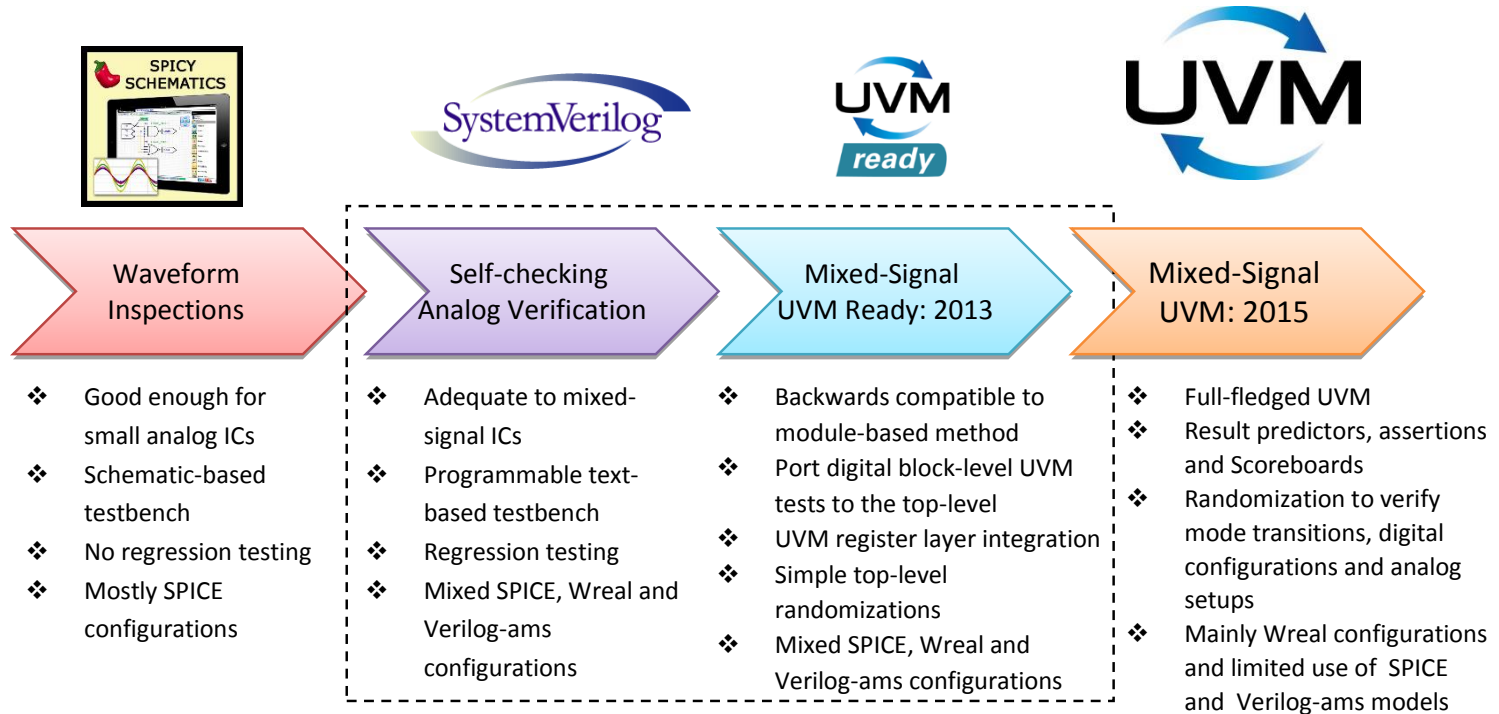 SPICY
SCHEMATICS
SystemVerilog
UVM
ready
UVM
Waveform
Inspections
Self-checking
Analog Verification
Mixed-Signal
UVM Ready: 2013
Mixed-Signal
UVM: 2015
❖ Good enough for
small analog ICs
❖ Schematic-based
testbench
❖ No regression testing
❖ Mostly SPICE
configurations
❖ Adequate to mixed-
signal ICs
❖ Programmable text-
based testbench
❖ Regression testing
❖ Mixed SPICE, Wreal and
Verilog-ams
configurations
❖ Backwards compatible to
module-based method
❖ Port digital block-level UVM
tests to the top-level
❖ UVM register layer integration
❖ Simple top-level
randomizations
❖ Mixed SPICE, Wreal and
Verilog-ams configurations
❖ Full-fledged UVM
❖ Result predictors, assertions
and Scoreboards
❖ Randomization to verify
mode transitions, digital
configurations and analog
setups
❖ Mainly Wreal configurations
and limited use of SPICE
and Verilog-ams models